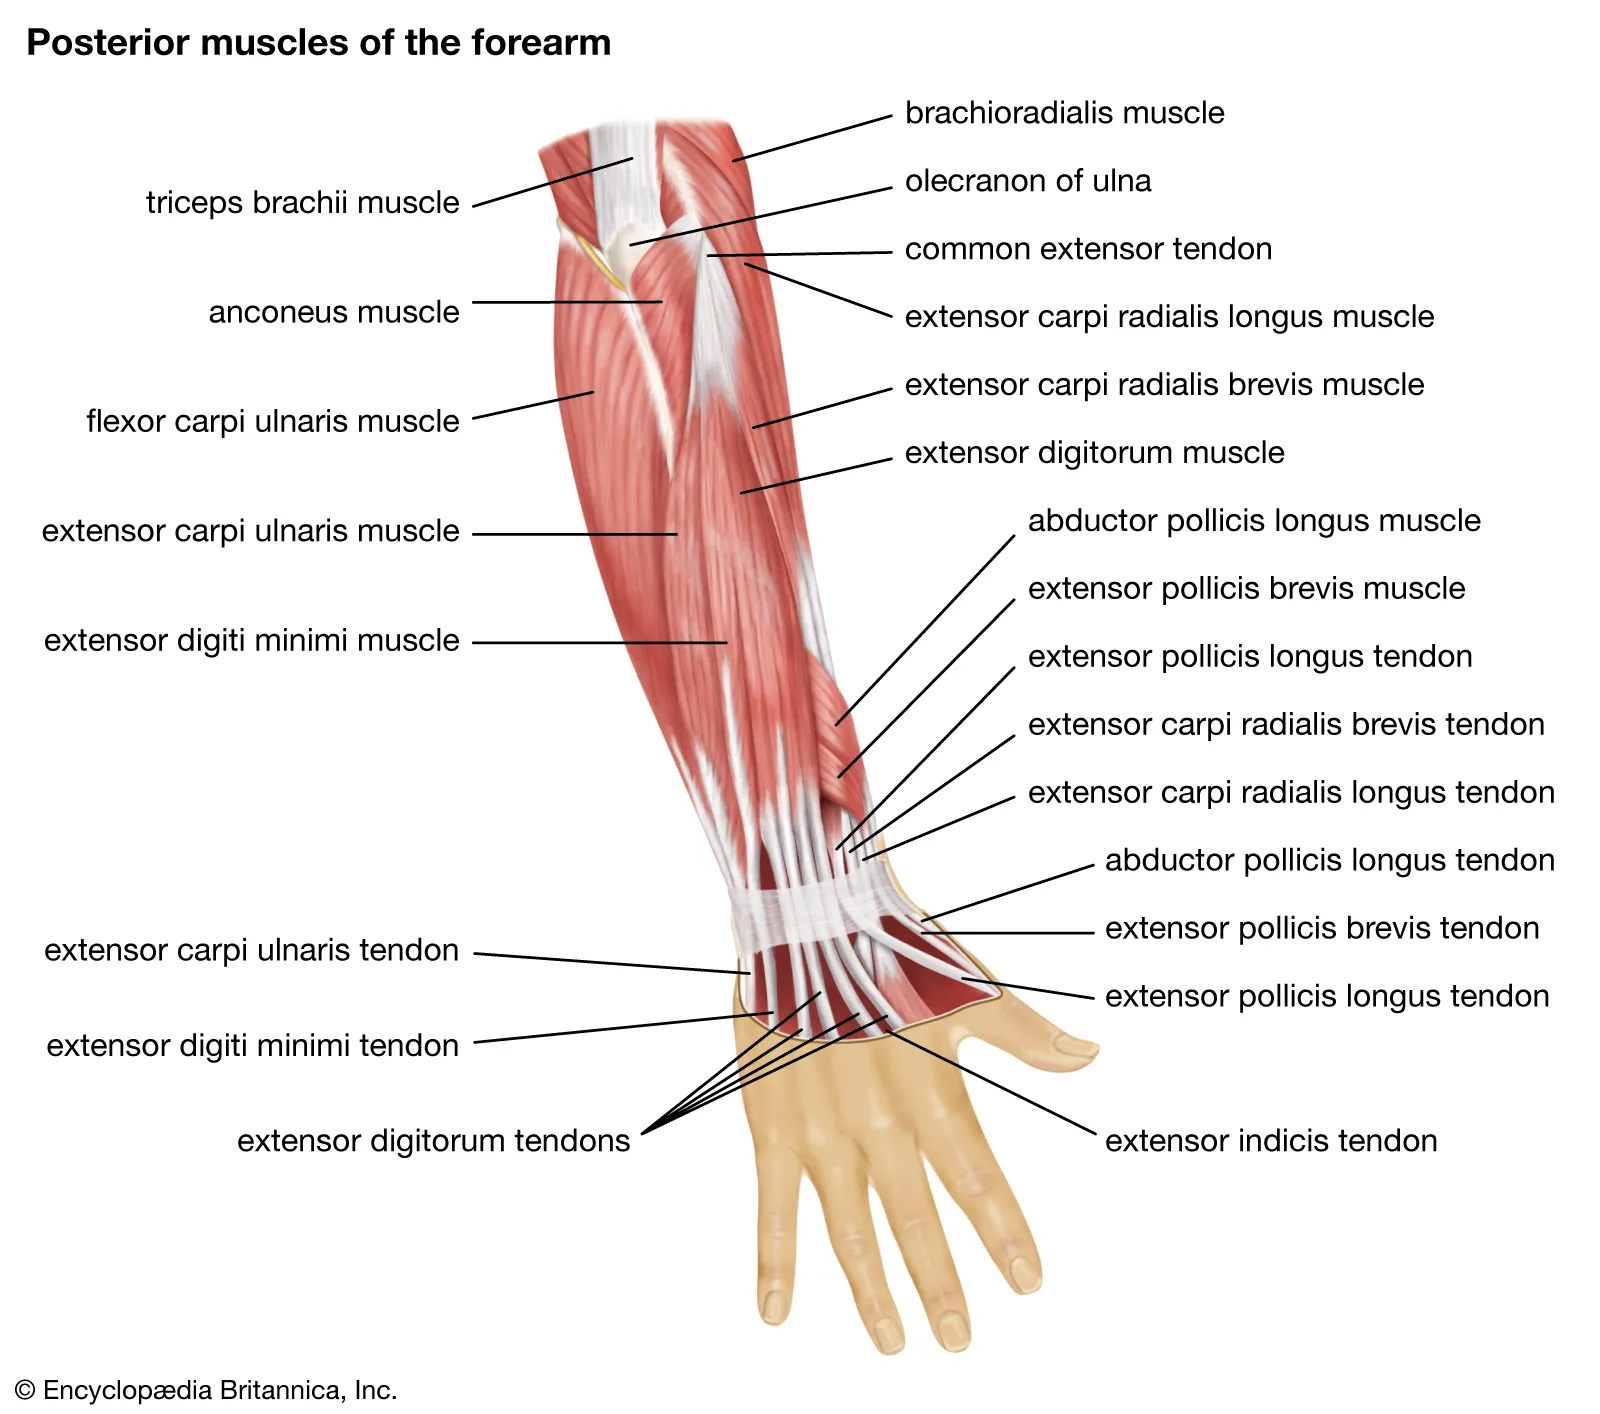 Posterior muscles of the forearm
brachioradialis muscle
olecranon of ulna
triceps brachii muscle
common extensor tendon
anconeus muscle
extensor carpi radialis longus muscle
extensor carpi radialis brevis muscle
flexor carpi ulnaris muscle
extensor digitorum muscle
abductor pollicis longus muscle
extensor carpi ulnaris muscle
extensor pollicis brevis muscle
extensor digiti minimi muscle
extensor pollicis longus tendon
extensor carpi radialis brevis tendon
extensor carpi radialis longus tendon
abductor pollicis longus tendon
extensor pollicis brevis tendon
extensor carpi ulnaris tendon
extensor pollicis longus tendon
extensor digiti minimi tendon
extensor digitorum tendons
extensor indicis tendon
© Encyclopædia Britannica, Inc.